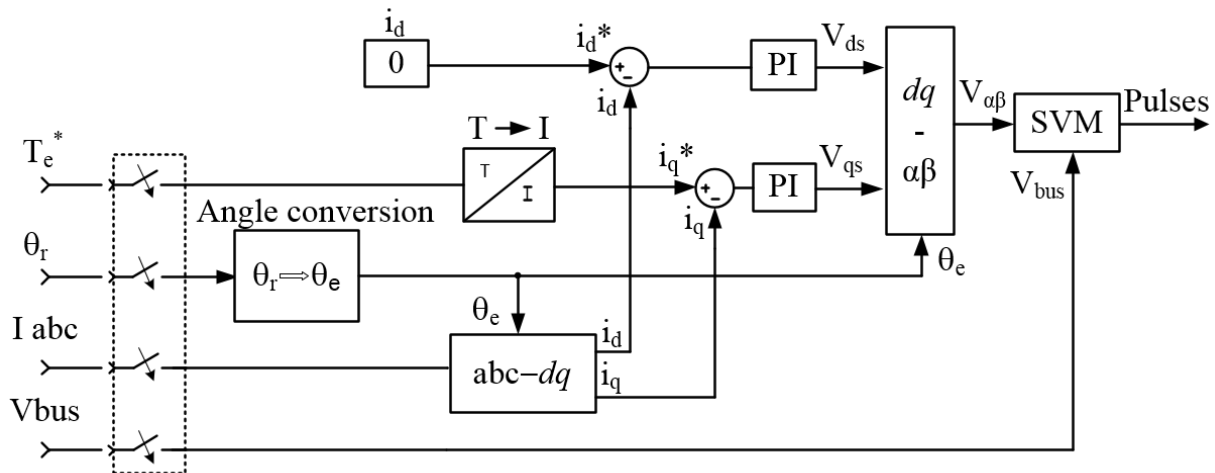 i_d
0
i_d*
+
-
i_d
PI
V_ds
dq
-
αβ
V_αβ
SVM
Pulses
V_bus
T → I
T
I
i_q*
+
-
i_q
PI
V_qs
θ_e
T_e*
Angle conversion
θ_r
θ_r⇒θ_e
θ_e
I abc
abc–dq
i_d
i_q
Vbus